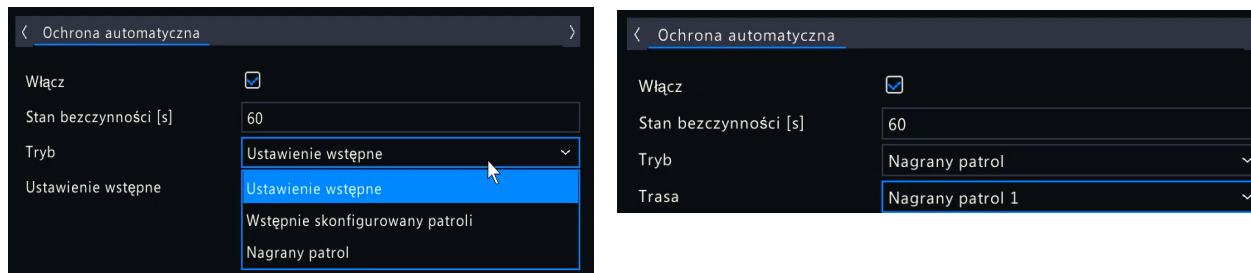 Ochrona automatyczna
Włącz
Stan bezczynności [s] 60
Tryb Ustawienie wstępne
Ustawienie wstępne Ustawienie wstępne
Wstępnie skonfigurowany patroli
Nagrany patrol
Ochrona automatyczna
Włącz
Stan bezczynności [s] 60
Tryb Nagrany patrol
Trasa Nagrany patrol 1